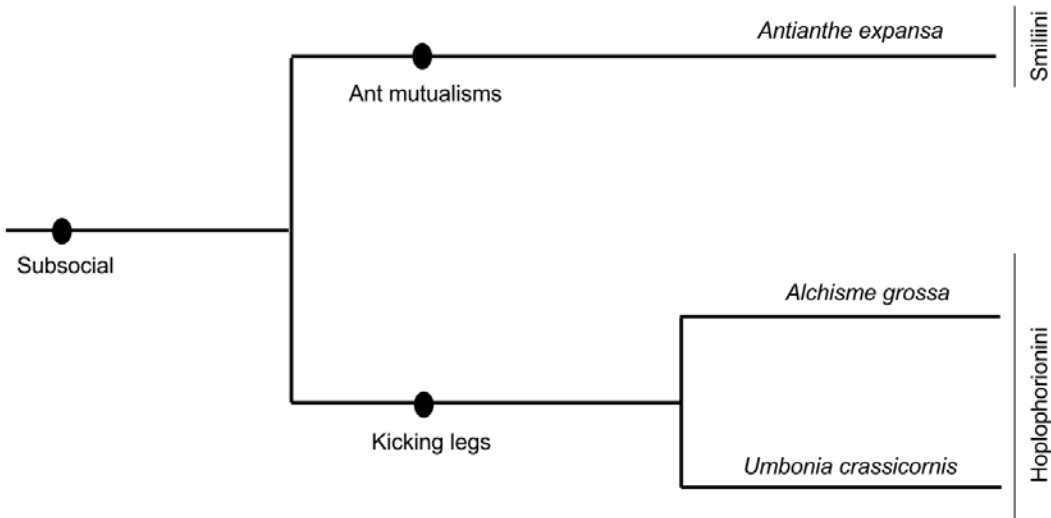 Antianthe expansa
Smiliini
Ant mutualisms
Subsocial
Alchisme grossa
Hoplophorionini
Kicking legs
Umbonia crassicornis